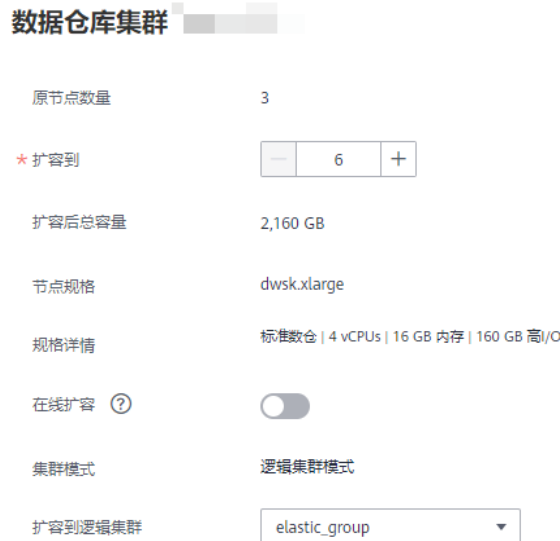 数据仓库集群
原节点数量 3
* 扩容到 — 6 +
扩容后总容量 2,160 GB
节点规格 dwsk.xlarge
规格详情 标准数仓 | 4 vCPUs | 16 GB 内存 | 160 GB 高I/O
在线扩容 ?
集群模式 逻辑集群模式
扩容到逻辑集群 elastic_group